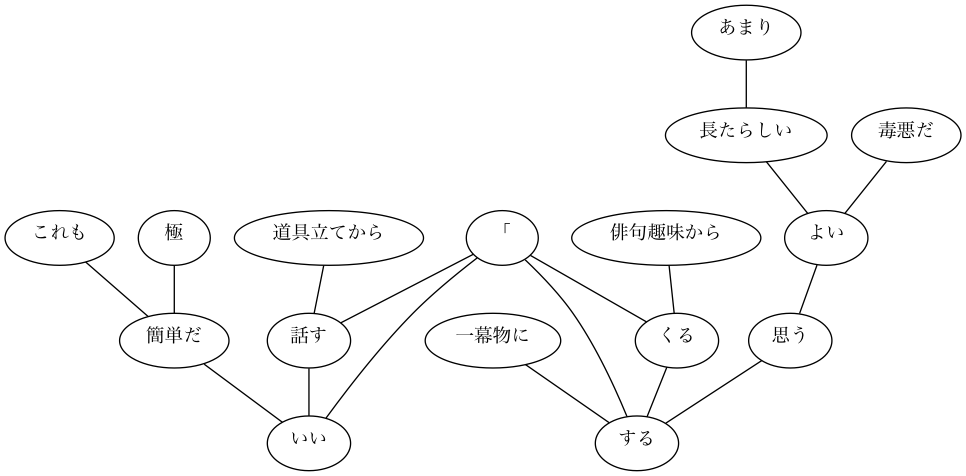 あまり
長たらしい
毒悪だ
これも
極
道具立てから
「
俳句趣味から
よい
簡単だ
話す
一幕物に
くる
思う
いい
する